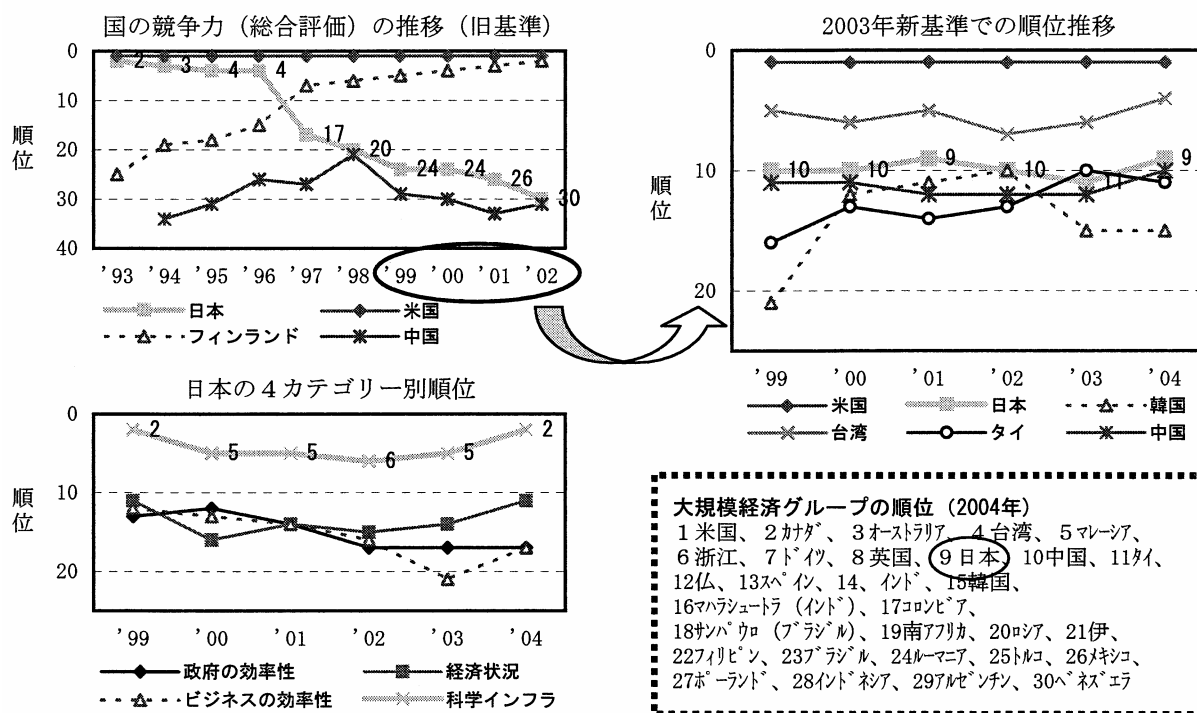 国の競争力（総合評価）の推移（旧基準）
0
10
20
30
40
順位
2
3
4
4
17
20
24
24
26
30
'93 '94 '95 '96 '97 '98 '99 '00 '01 '02
日本 米国
フィンランド 中国
2003年新基準での順位推移
0
10
20
順位
10
10
9
10
11
9
'99 '00 '01 '02 '03 '04
米国 日本 韓国
台湾 タイ 中国
日本の４カテゴリー別順位
0
10
20
順位
2
5
5
6
5
2
'99 '00 '01 '02 '03 '04
政府の効率性 経済状況
ビジネスの効率性 科学インフラ
大規模経済グループの順位（2004年）
1 米国、2ｶﾅﾀﾞ、3ｵｰｽﾄﾗﾘｱ、4 台湾、5ﾏﾚｰｼｱ、
6 浙江、7ﾄﾞｲﾂ、8 英国、9 日本、10中国、11ﾀｲ、
12仏、13ｽﾍﾟｲﾝ、14、ｲﾝﾄﾞ、15韓国、
16ﾏﾊﾗｼｭｰﾄﾗ（ｲﾝﾄﾞ）、17ｺﾛﾝﾋﾞｱ、
18ｻﾝﾊﾟｳﾛ（ﾌﾞﾗｼﾞﾙ）、19南ｱﾌﾘｶ、20ﾛｼｱ、21伊、
22ﾌｨﾘﾋﾟﾝ、23ﾌﾞﾗｼﾞﾙ、24ﾙｰﾏﾆｱ、25ﾄﾙｺ、26ﾒｷｼｺ、
27ﾎﾟｰﾗﾝﾄﾞ、28ｲﾝﾄﾞﾈｼｱ、29ｱﾙｾﾞﾝﾁﾝ、30ﾍﾞﾈｽﾞｴﾗ